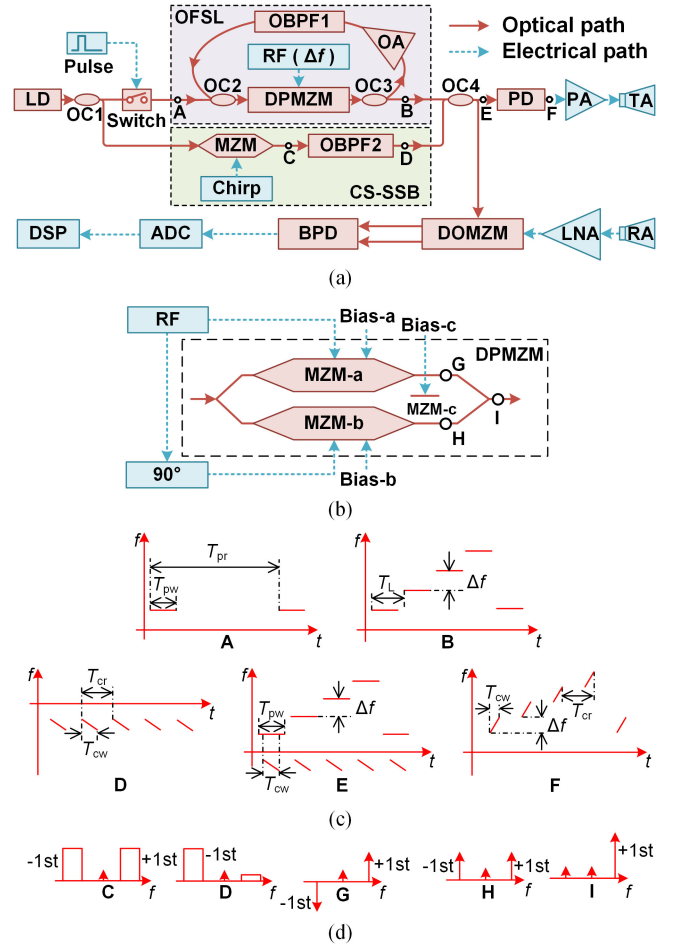 OFSL
OBPF1
OA
Optical path
Electrical path
Pulse
RF ( Δf )
LD
OC1
Switch
A
OC2
DPMZM
OC3
B
OC4
E
PD
F
PA
TA
MZM
C
OBPF2
D
Chirp
CS-SSB
DSP
ADC
BPD
DOMZM
LNA
RA
(a)
RF
Bias-a
Bias-c
DPMZM
MZM-a
G
MZM-c
I
MZM-b
H
90°
Bias-b
(b)
f
Tpr
Tpw
t
A
f
TL
Δf
t
B
f
Tcr
Tcw
t
D
f
Tpw
Δf
Tcw
t
E
f
Tcw
Δf
Tcr
t
F
(c)
-1st
+1st
C
f
-1st
D
f
+1st
-1st
G
f
-1st
+1st
H
f
+1st
I
f
(d)